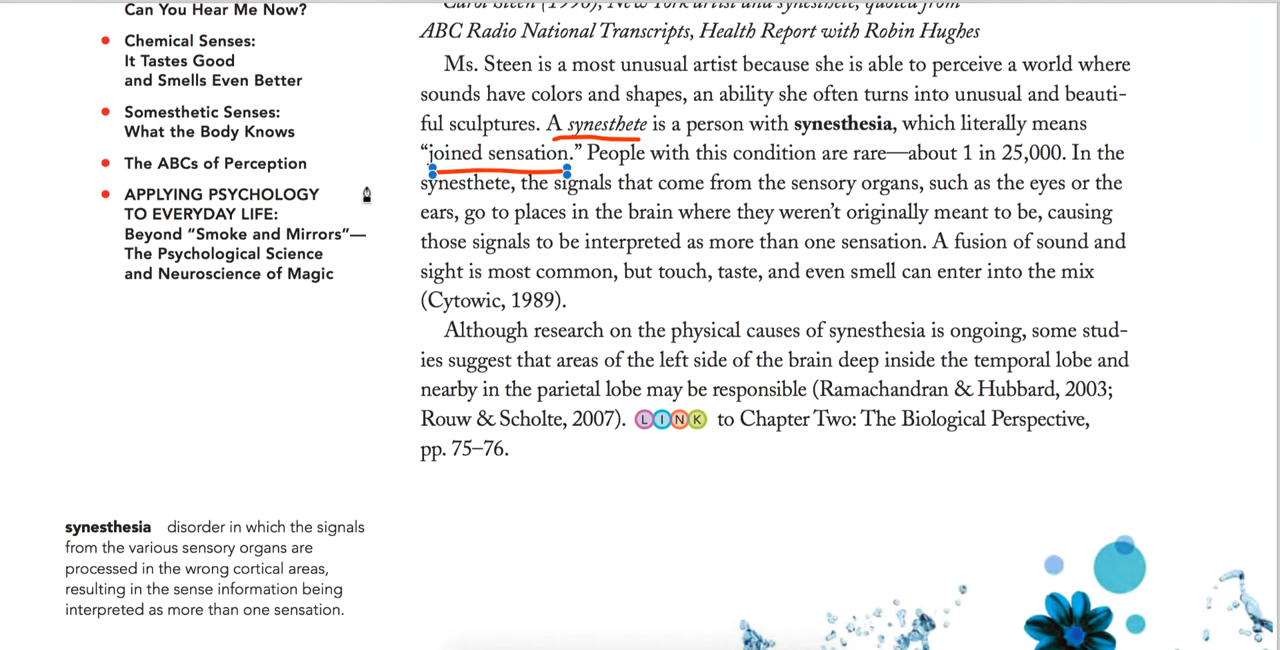 Can You Hear Me Now?
• Chemical Senses:
It Tastes Good
and Smells Even Better
• Somesthetic Senses:
What the Body Knows
• The ABCs of Perception
• APPLYING PSYCHOLOGY
TO EVERYDAY LIFE:
Beyond “Smoke and Mirrors”—
The Psychological Science
and Neuroscience of Magic
synesthesia disorder in which the signals
from the various sensory organs are
processed in the wrong cortical areas,
resulting in the sense information being
interpreted as more than one sensation.
Carol Steen (1996), New York artist and synesthete, quoted from
ABC Radio National Transcripts, Health Report with Robin Hughes
Ms. Steen is a most unusual artist because she is able to perceive a world where
sounds have colors and shapes, an ability she often turns into unusual and beauti-
ful sculptures. A synesthete is a person with synesthesia, which literally means
“joined sensation.” People with this condition are rare—about 1 in 25,000. In the
synesthete, the signals that come from the sensory organs, such as the eyes or the
ears, go to places in the brain where they weren’t originally meant to be, causing
those signals to be interpreted as more than one sensation. A fusion of sound and
sight is most common, but touch, taste, and even smell can enter into the mix
(Cytowic, 1989).
Although research on the physical causes of synesthesia is ongoing, some stud-
ies suggest that areas of the left side of the brain deep inside the temporal lobe and
nearby in the parietal lobe may be responsible (Ramachandran & Hubbard, 2003;
Rouw & Scholte, 2007). LINK to Chapter Two: The Biological Perspective,
pp. 75–76.